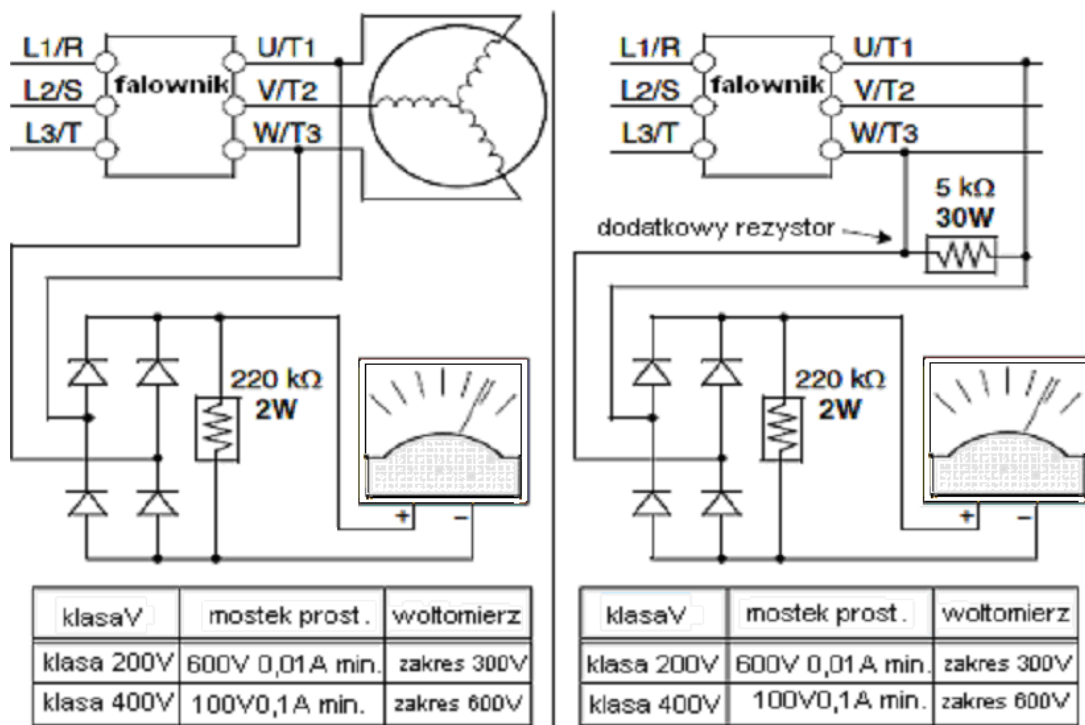 L1/R
U/T1
falownik
L2/S
V/T2
L3/T
W/T3
220 kΩ
2W
+ −
klasaV mostek prost. woltomierz
klasa 200V 600V 0,01A min. zakres 300V
klasa 400V 100V0,1A min. zakres 600V
L1/R
U/T1
falownik
L2/S
V/T2
L3/T
W/T3
5 kΩ
30W
dodatkowy rezystor
220 kΩ
2W
+ −
klasaV mostek prost. woltomierz
klasa 200V 600V 0,01A min. zakres 300V
klasa 400V 100V0,1A min. zakres 600V